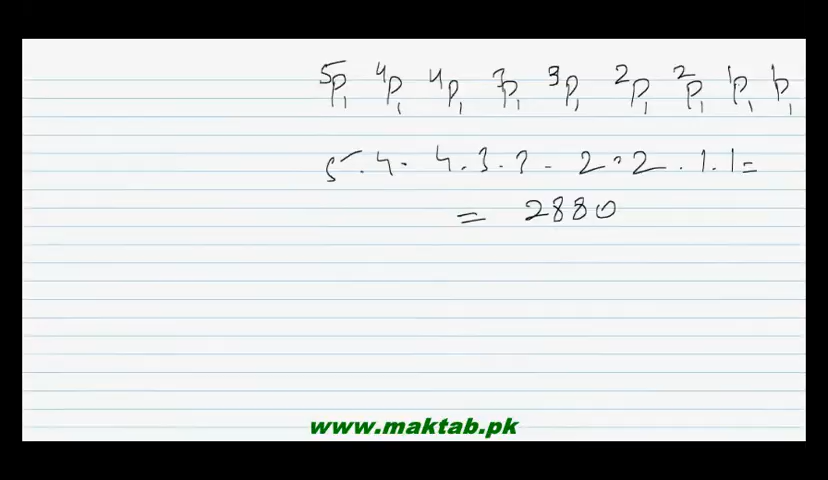 ⁵P₁ ⁴P₁ ⁴P₁ ³P₁ ³P₁ ²P₁ ²P₁ ¹P₁ ¹P₁
5 . 4 . 4 . 3 . 3 . 2 . 2 . 1 . 1 =
= 2880
www.maktab.pk